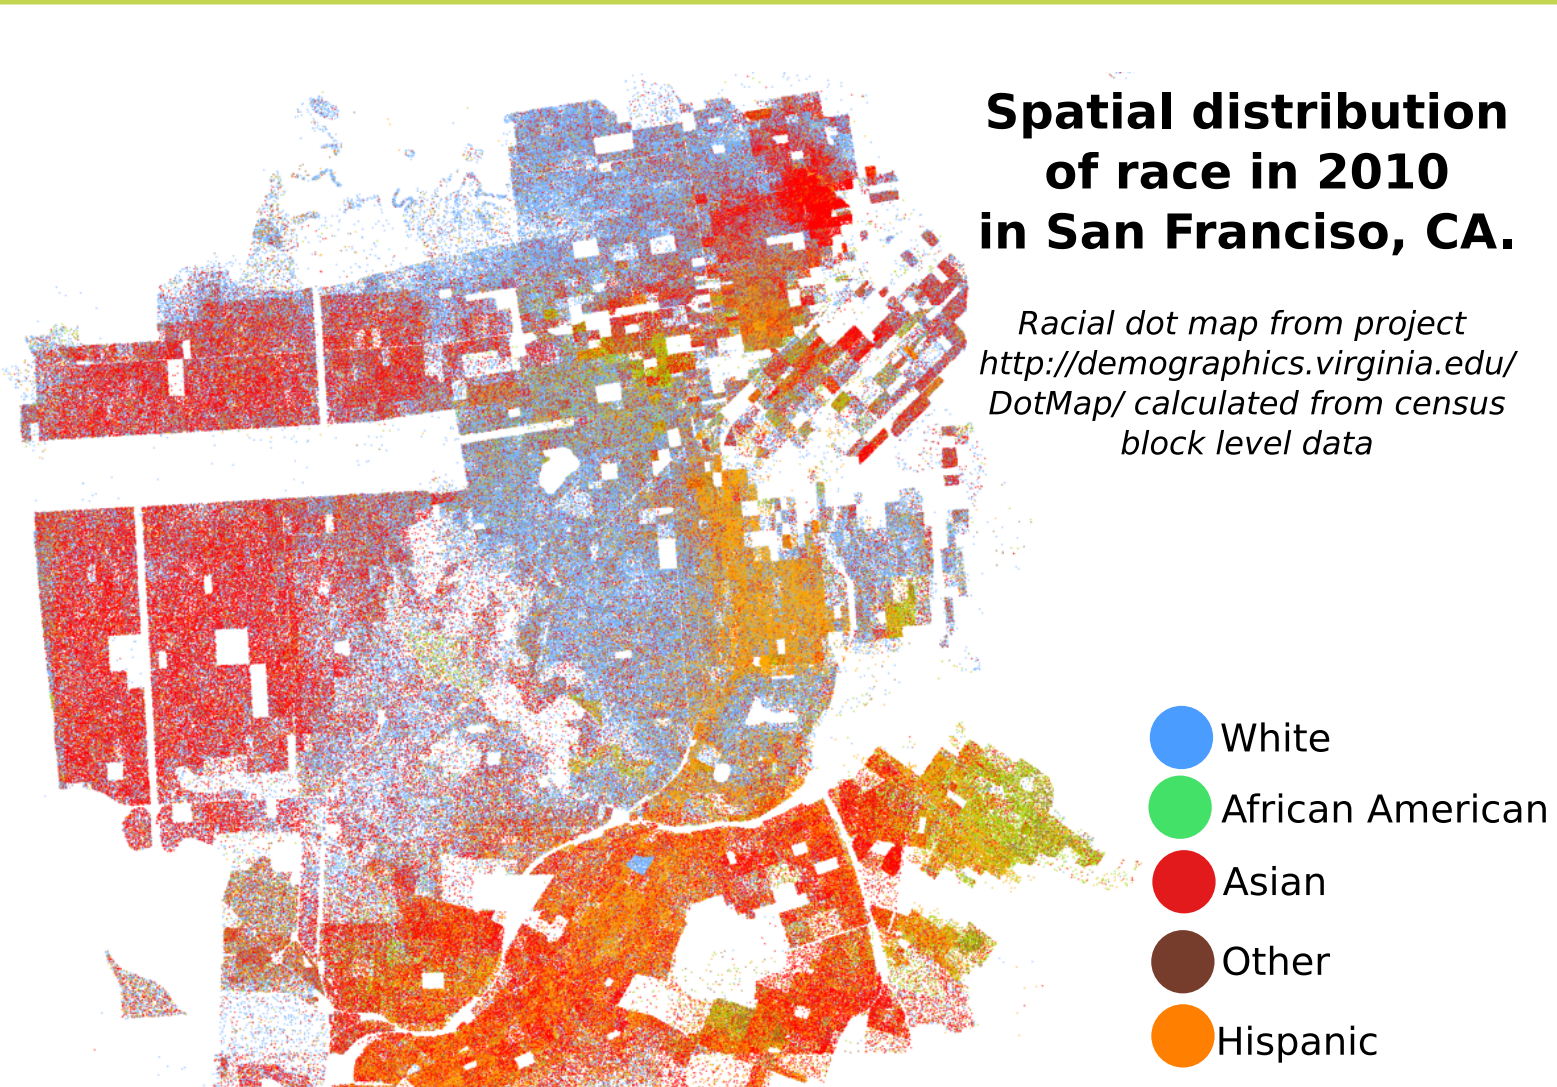 Spatial distribution
of race in 2010
in San Franciso, CA.
Racial dot map from project
http://demographics.virginia.edu/
DotMap/ calculated from census
block level data
White
African American
Asian
Other
Hispanic